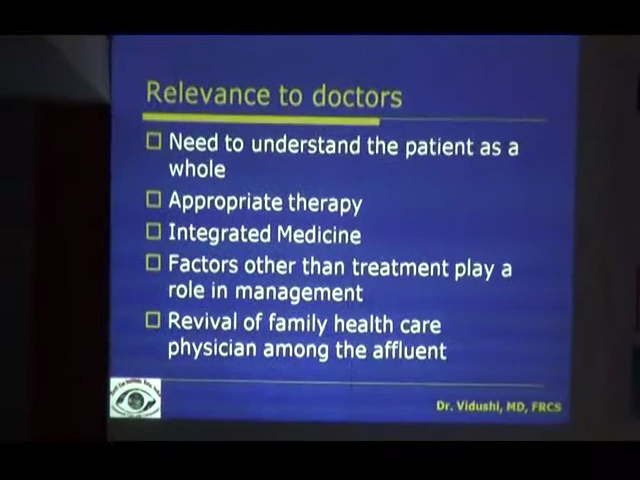 Relevance to doctors
Need to understand the patient as a
whole
Appropriate therapy
Integrated Medicine
Factors other than treatment play a
role in management
Revival of family health care
physician among the affluent
Dr. Vidushi, MD, FRCS